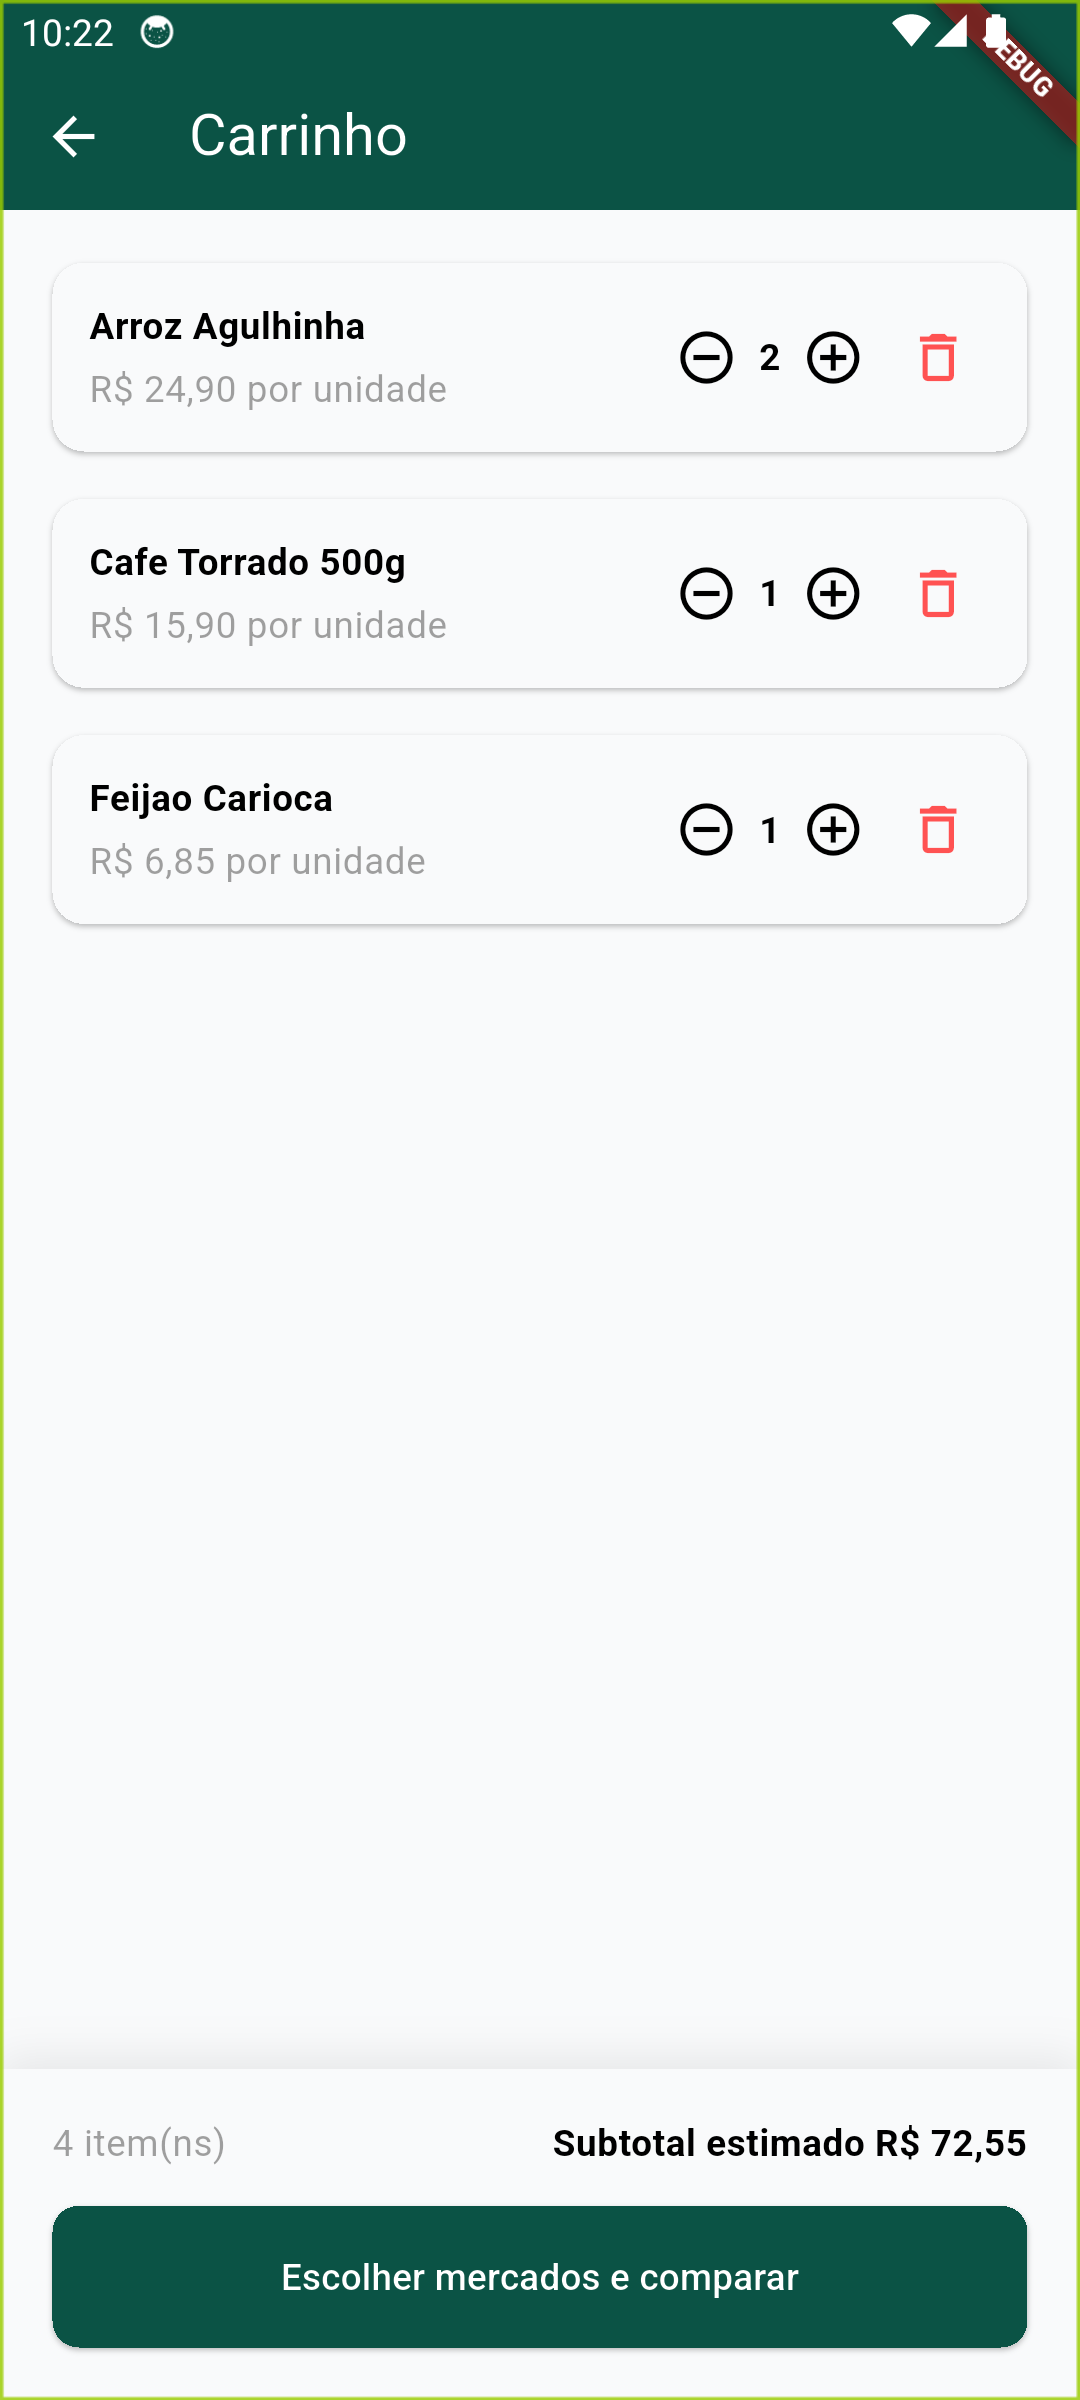 10:22
DEBUG
Carrinho
Arroz Agulhinha
R$ 24,90 por unidade
2
Cafe Torrado 500g
R$ 15,90 por unidade
1
Feijao Carioca
R$ 6,85 por unidade
1
4 item(ns)
Subtotal estimado R$ 72,55
Escolher mercados e comparar